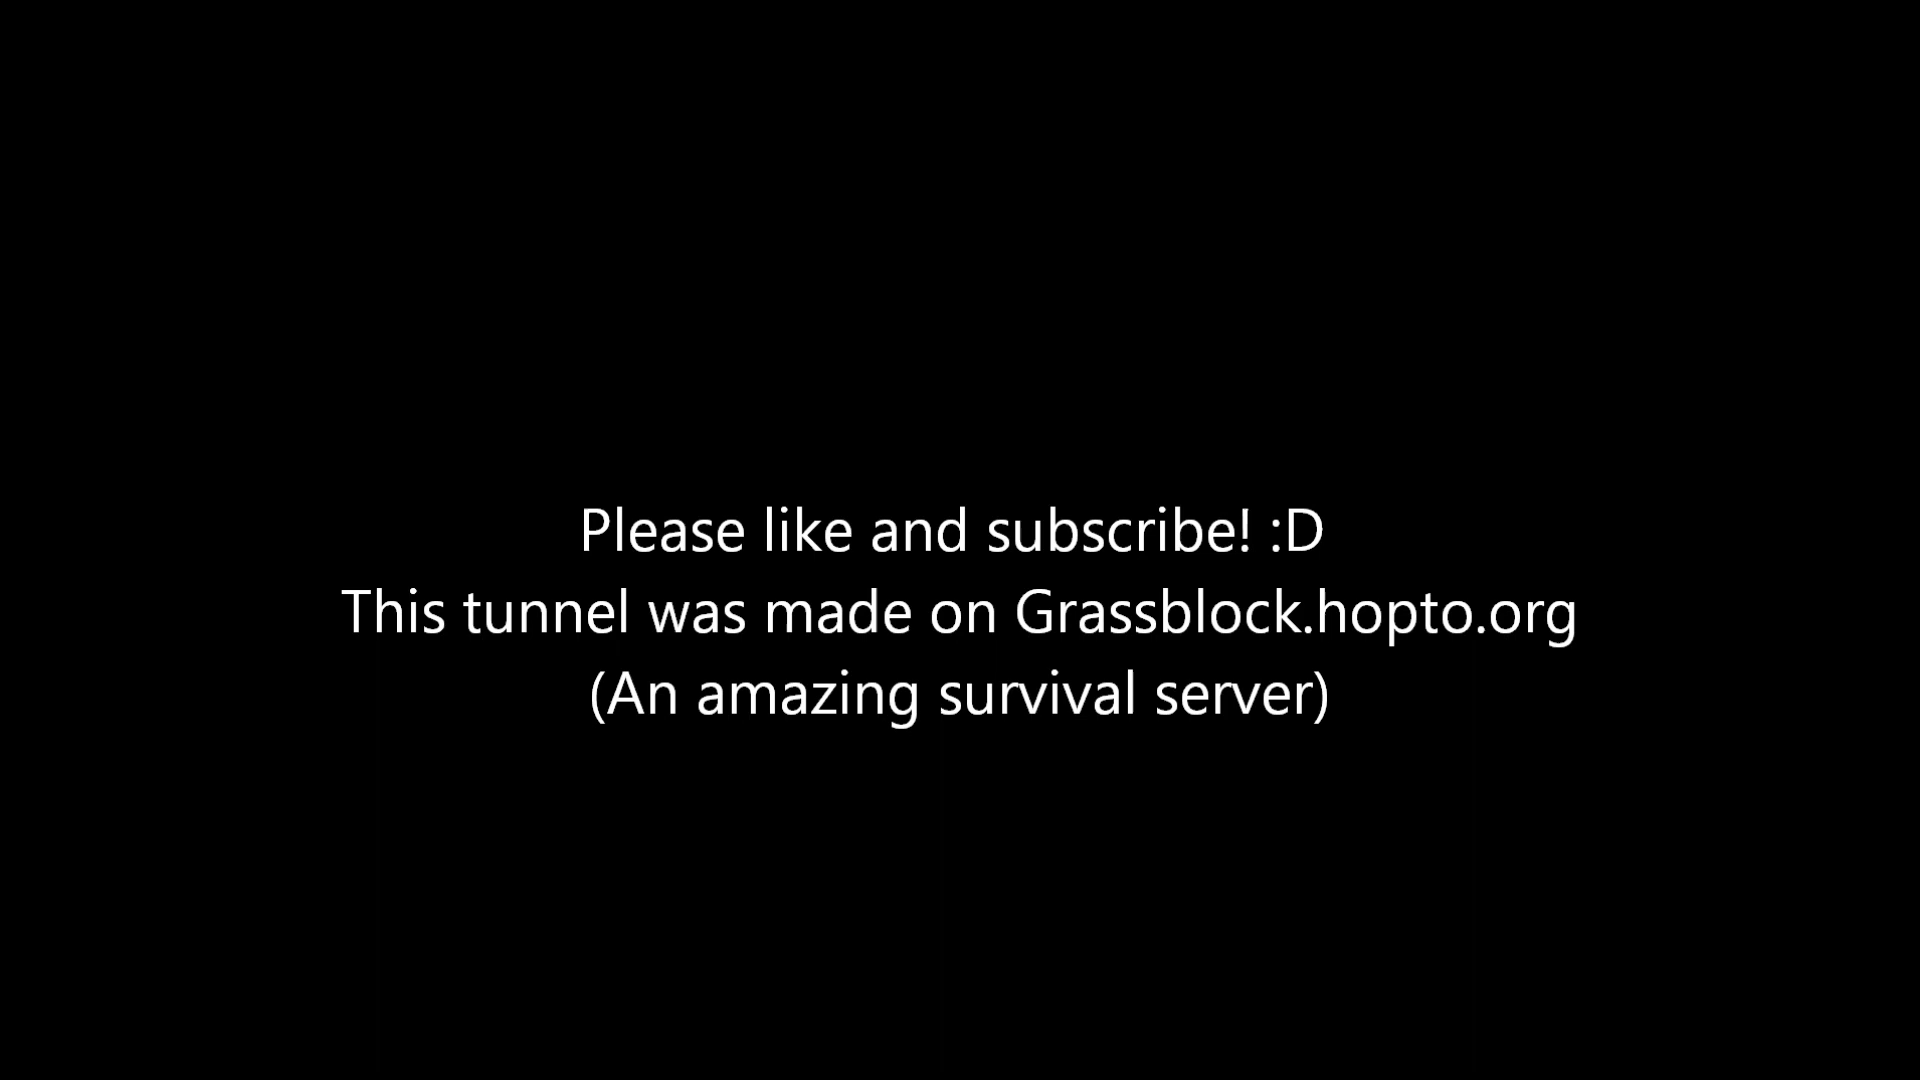 Please like and subscribe! :D
This tunnel was made on Grassblock.hopto.org
(An amazing survival server)